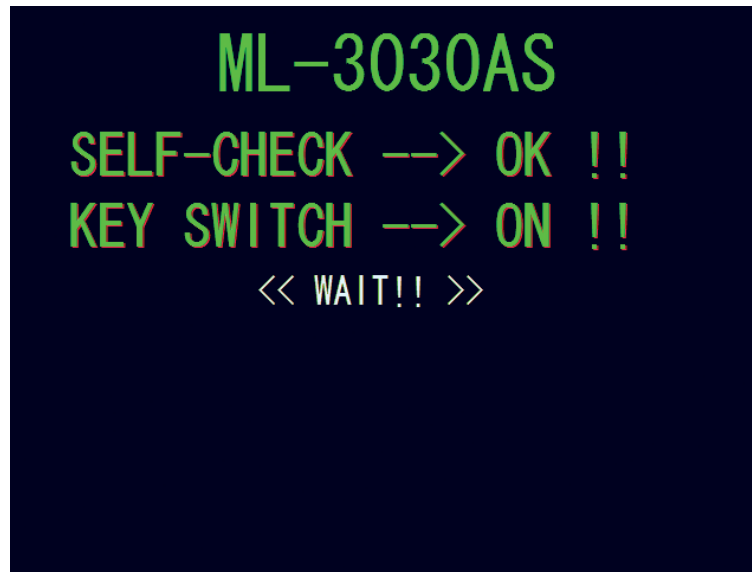 ML-3030AS
SELF-CHECK --> OK !!
KEY SWITCH --> ON !!
<< WAIT!! >>